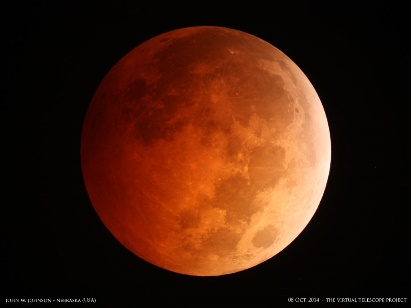 JOHN W. JOHNSON - NEBRASKA (USA)
08 OCT. 2014 - THE VIRTUAL TELESCOPE PROJECT